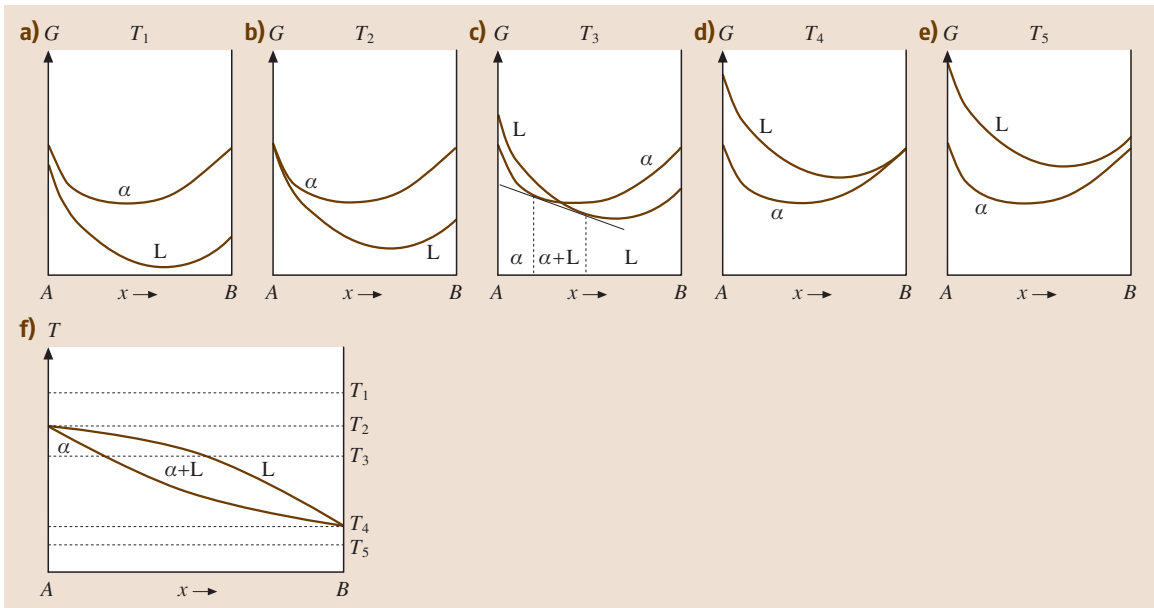 a) G T1
α
L
A x → B
b) G T2
α
L
A x → B
c) G T3
L
α
α α+L L
A x → B
d) G T4
L
α
A x → B
e) G T5
L
α
A x → B
f) T
T1
T2
α
T3
α+L L
T4
T5
A x → B